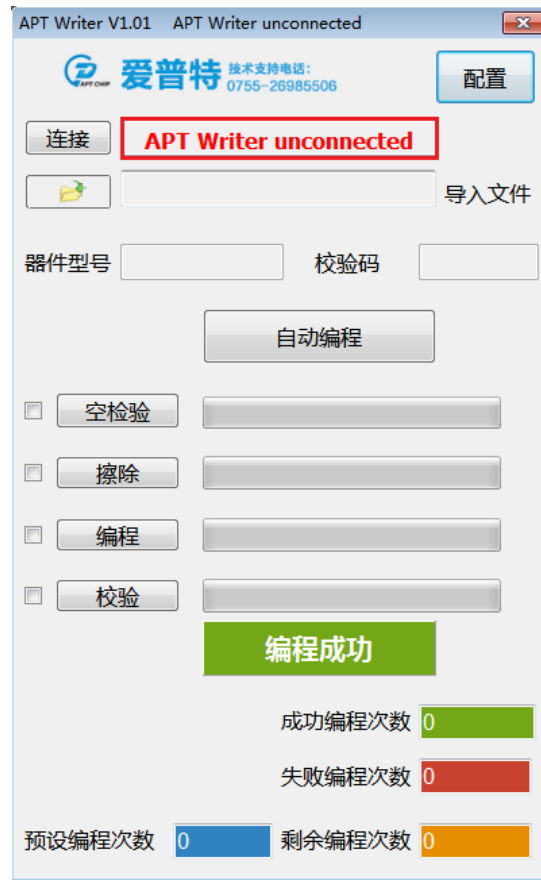 APT Writer V1.01 APT Writer unconnected
APT CHIP
爱普特 技术支持电话:
0755-26985506
配置
连接 APT Writer unconnected
导入文件
器件型号 校验码
自动编程
空检验
擦除
编程
校验
编程成功
成功编程次数 0
失败编程次数 0
预设编程次数 0 剩余编程次数 0